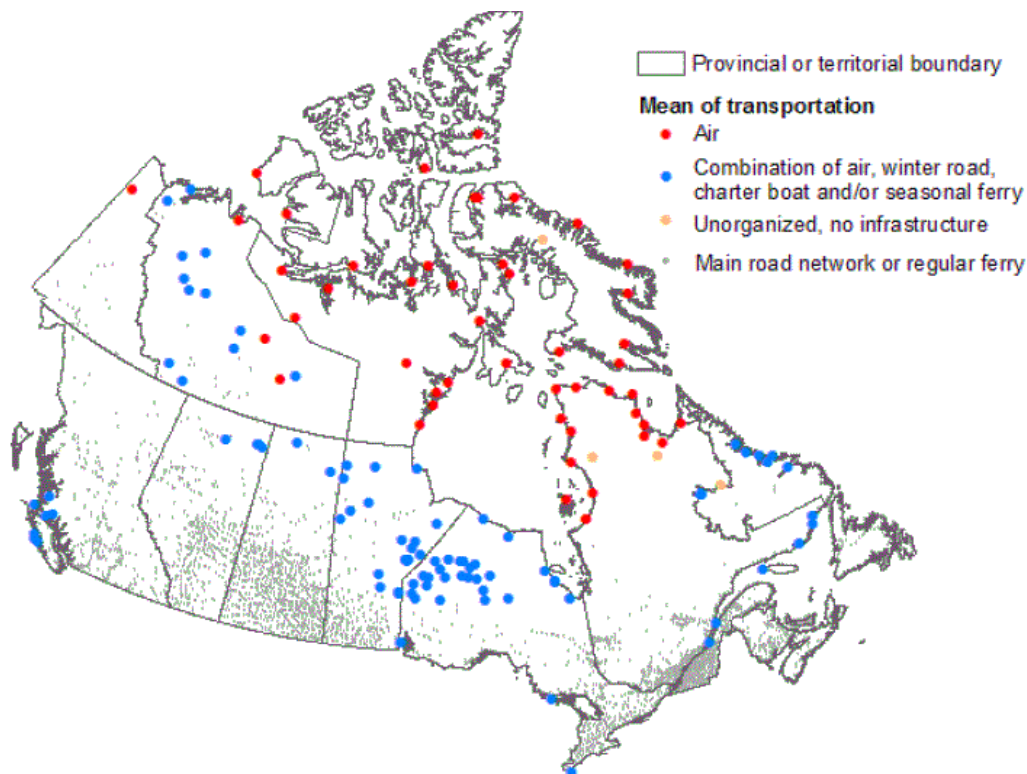 Provincial or territorial boundary
Mean of transportation
Air
Combination of air, winter road,
charter boat and/or seasonal ferry
Unorganized, no infrastructure
Main road network or regular ferry